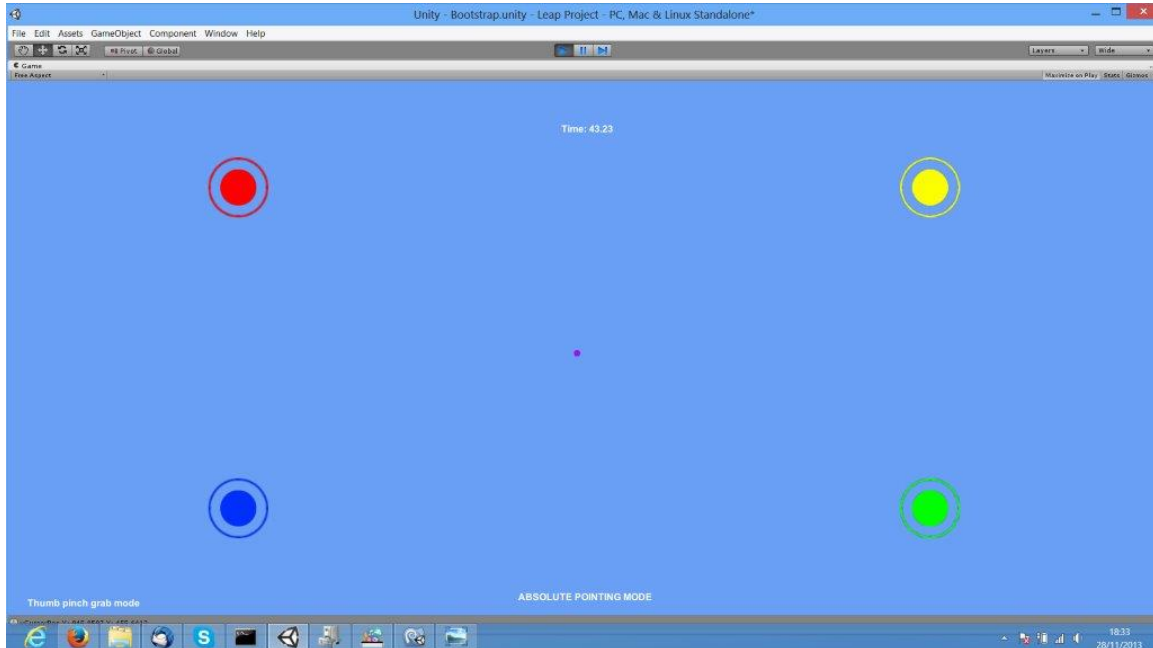 Unity - Bootstrap.unity - Leap Project - PC, Mac & Linux Standalone*
File Edit Assets GameObject Component Window Help
Pivot Global Layers Wide
Game
Free Aspect Maximize on Play Stats Gizmos
Time: 43.23
Thumb pinch grab mode
ABSOLUTE POINTING MODE
18:33
28/11/2013